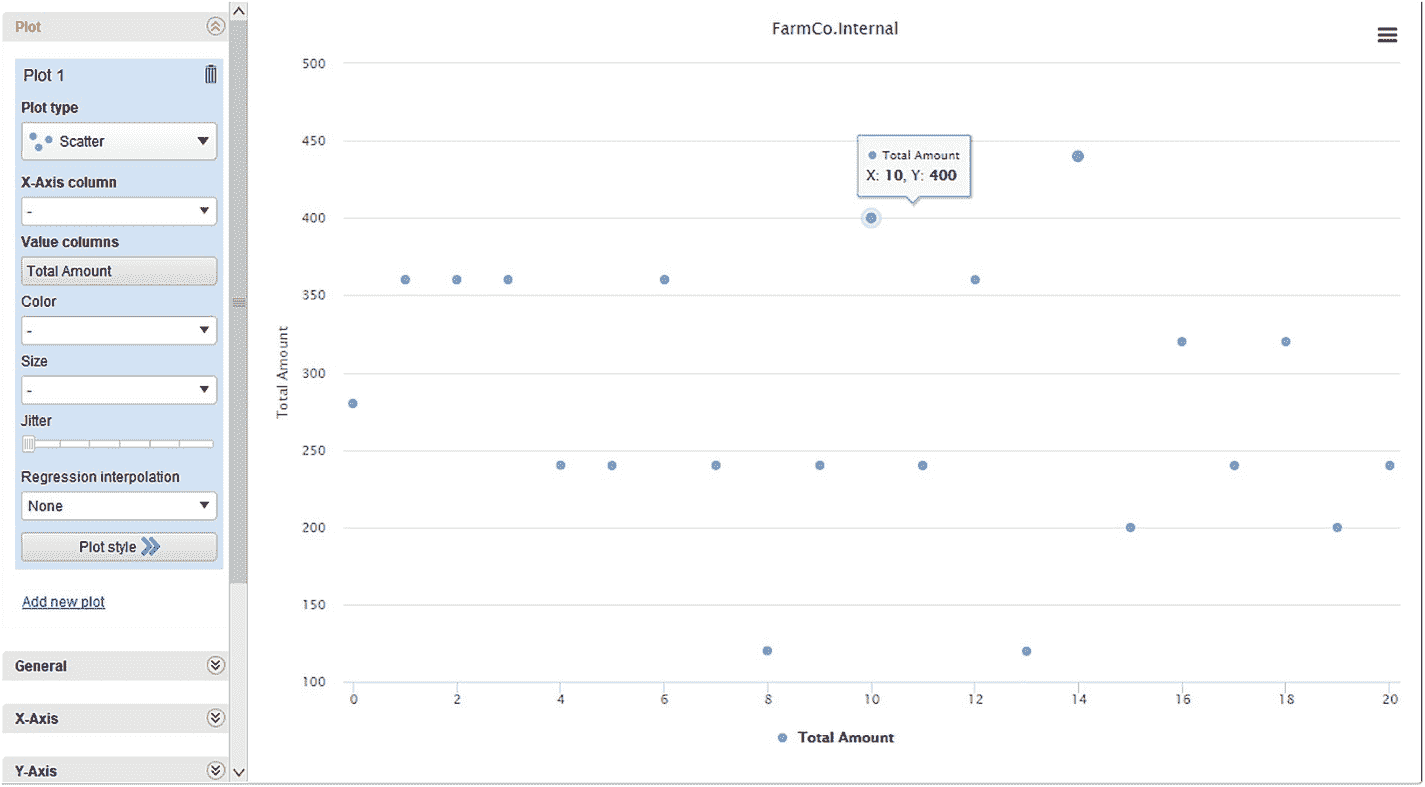 Plot
Plot 1
Plot type
Scatter
X-Axis column
-
Value columns
Total Amount
Color
-
Size
-
Jitter
Regression interpolation
None
Plot style
Add new plot
General
X-Axis
Y-Axis
FarmCo.Internal
500
450
400
350
300
250
200
150
100
Total Amount
Total Amount
X: 10, Y: 400
0 2 4 6 8 10 12 14 16 18 20
Total Amount